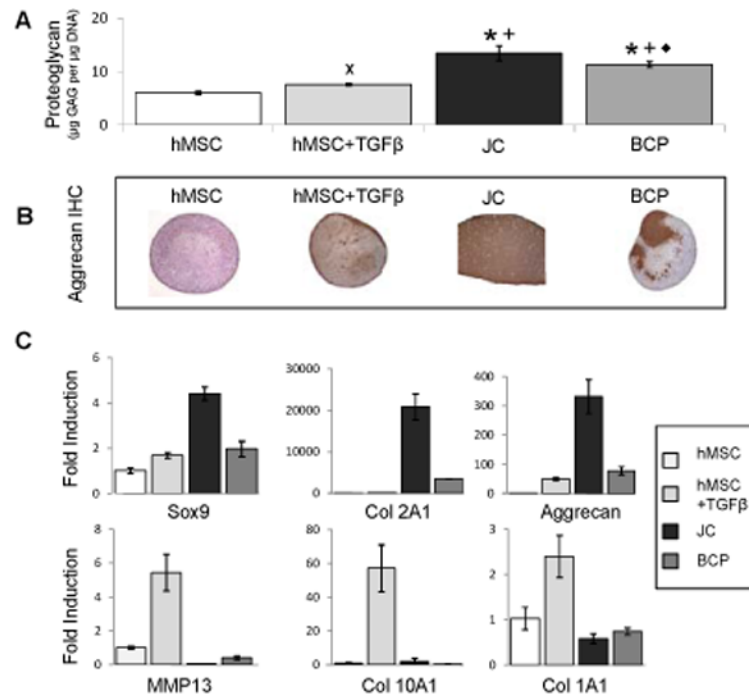 A
Proteoglycan
(µg GAG per µg DNA)
20
10
0
x
* +
* + ◆
hMSC
hMSC+TGFβ
JC
BCP
B
Aggrecan IHC
hMSC
hMSC+TGFβ
JC
BCP
C
Fold Induction
6
4
2
0
Sox9
30000
20000
10000
0
Col 2A1
400
300
200
100
0
Aggrecan
Fold Induction
8
6
4
2
0
MMP13
80
60
40
20
0
Col 10A1
3
2
1
0
Col 1A1
hMSC
hMSC
+TGFβ
JC
BCP